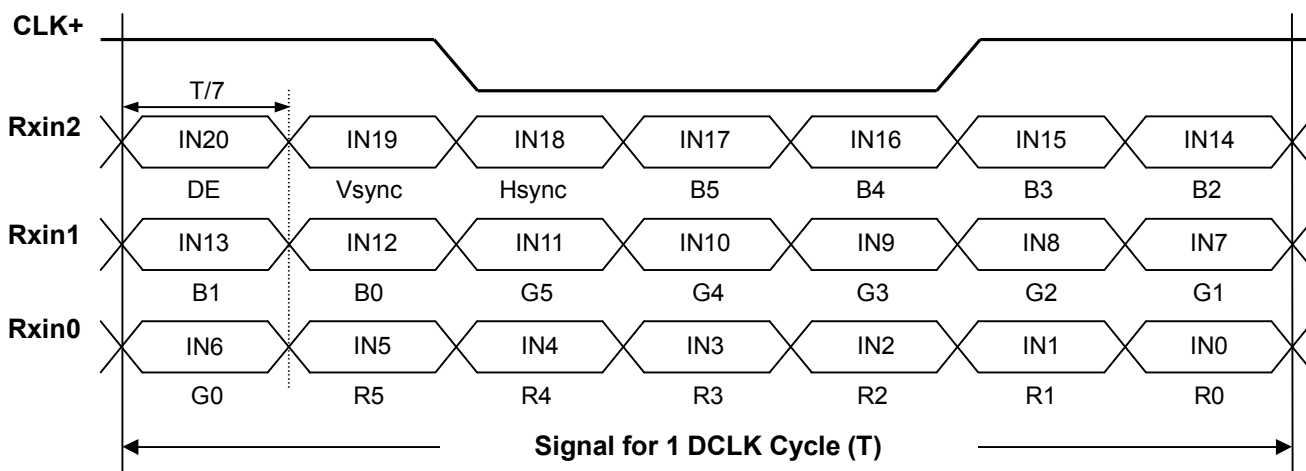 CLK+
T/7
Rxin2 IN20 IN19 IN18 IN17 IN16 IN15 IN14
DE Vsync Hsync B5 B4 B3 B2
Rxin1 IN13 IN12 IN11 IN10 IN9 IN8 IN7
B1 B0 G5 G4 G3 G2 G1
Rxin0 IN6 IN5 IN4 IN3 IN2 IN1 IN0
G0 R5 R4 R3 R2 R1 R0
Signal for 1 DCLK Cycle (T)